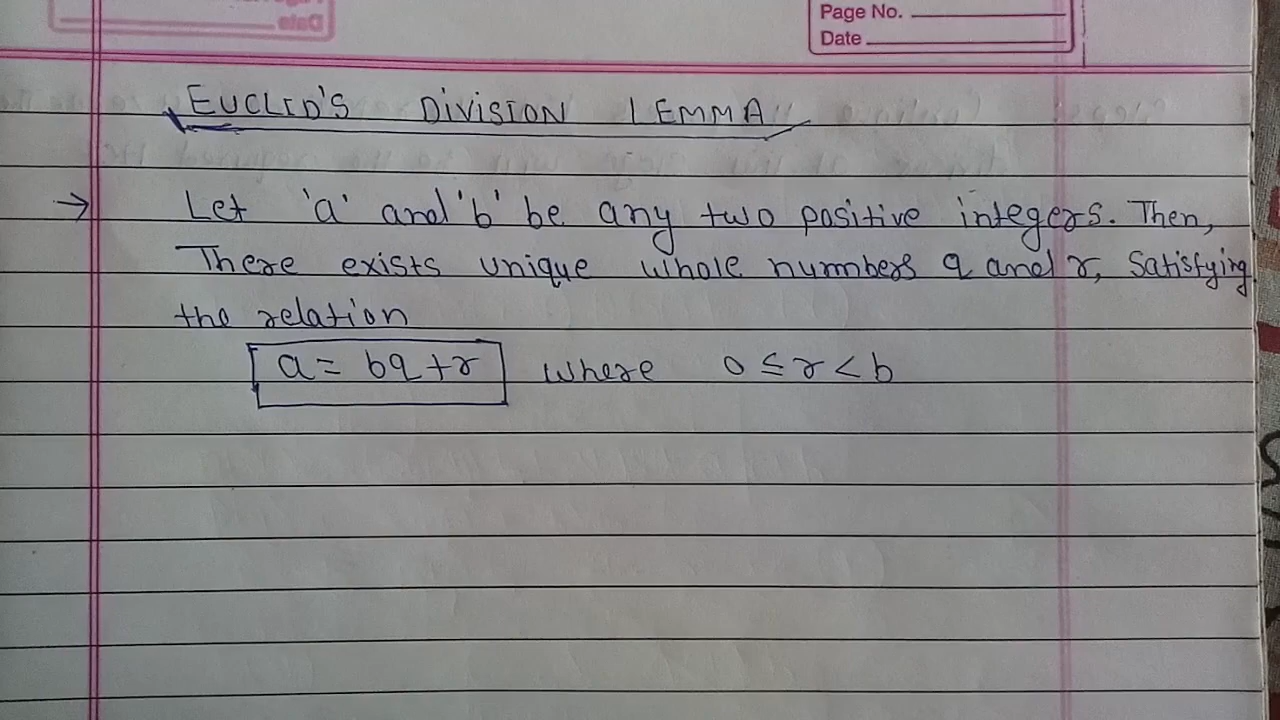 Page No.
Date
EUCLID'S DIVISION LEMMA
→ Let 'a' and 'b' be any two positive integers. Then,
There exists unique whole numbers q and r, Satisfying
the relation
a = bq + r where 0 ≤ r < b